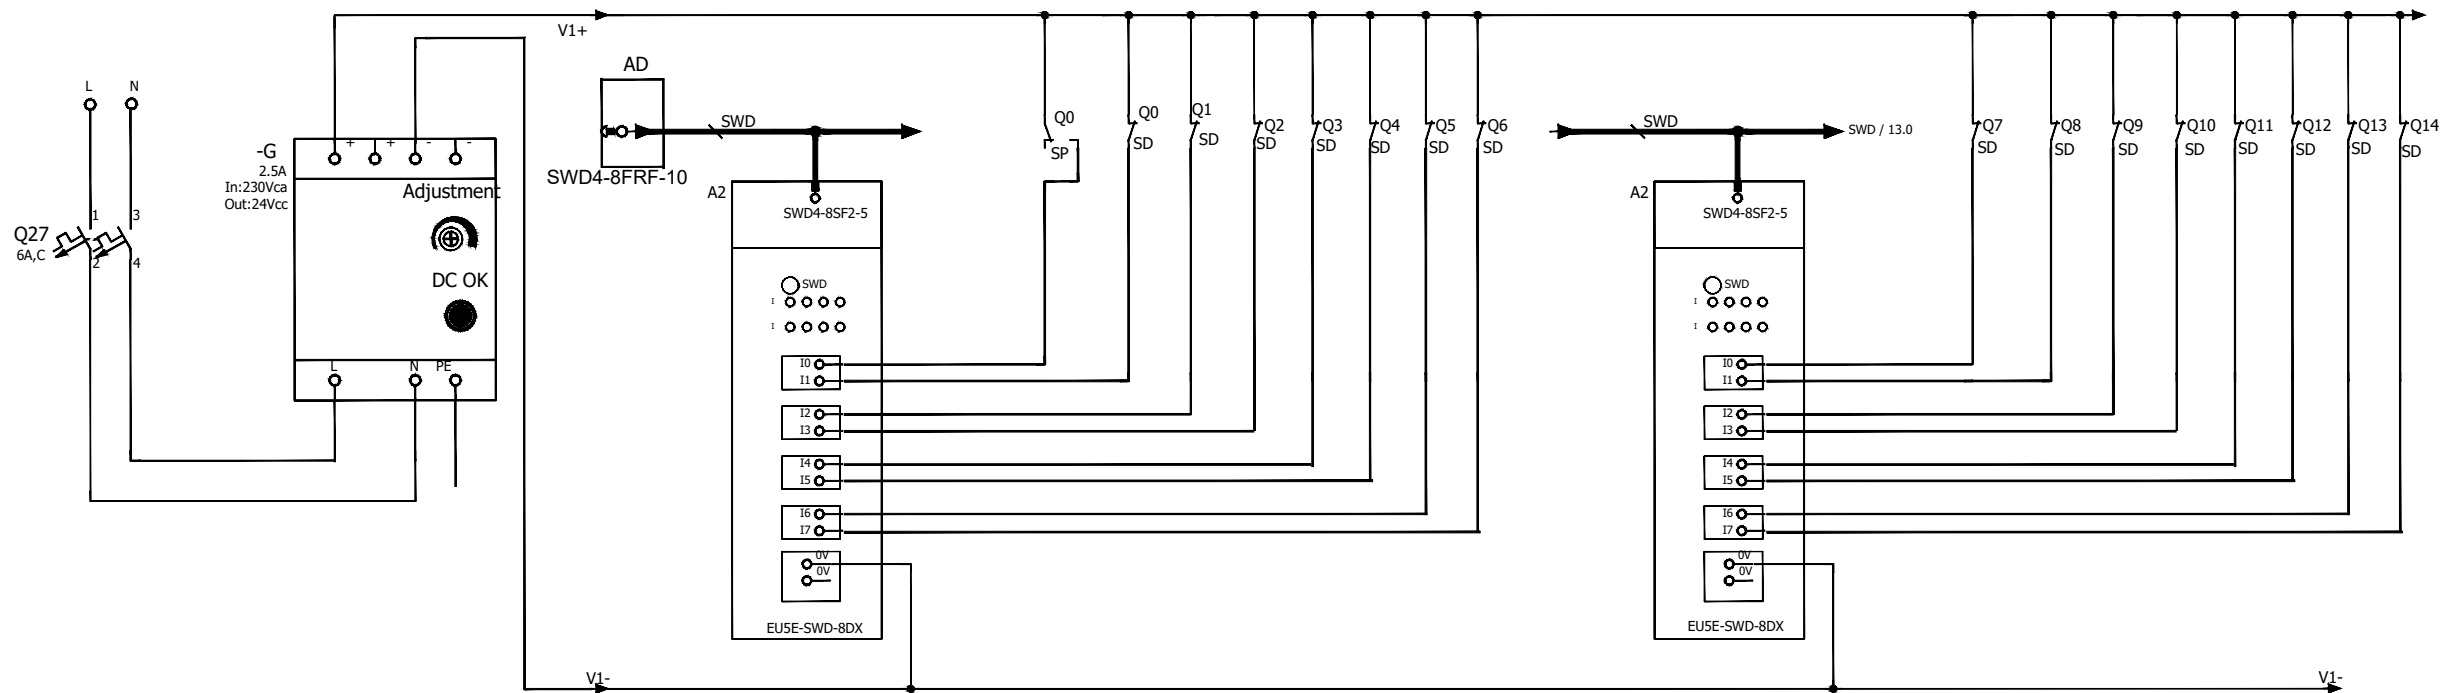 V1+
L N
AD
SWD
SWD4-8FRF-10
-G
2.5A
In:230Vca
Out:24Vcc
+ + - -
Adjustment
DC OK
L N PE
Q27
6A,C
1 3
2 4
A2
SWD4-8SF2-5
SWD
I
I
I0
I1
I2
I3
I4
I5
I6
I7
0V
0V
EU5E-SWD-8DX
Q0
SP
Q0
SD
Q1
SD
Q2
SD
Q3
SD
Q4
SD
Q5
SD
Q6
SD
SWD
SWD / 13.0
A2
SWD4-8SF2-5
SWD
I
I
I0
I1
I2
I3
I4
I5
I6
I7
0V
0V
EU5E-SWD-8DX
Q7
SD
Q8
SD
Q9
SD
Q10
SD
Q11
SD
Q12
SD
Q13
SD
Q14
SD
V1-
V1-